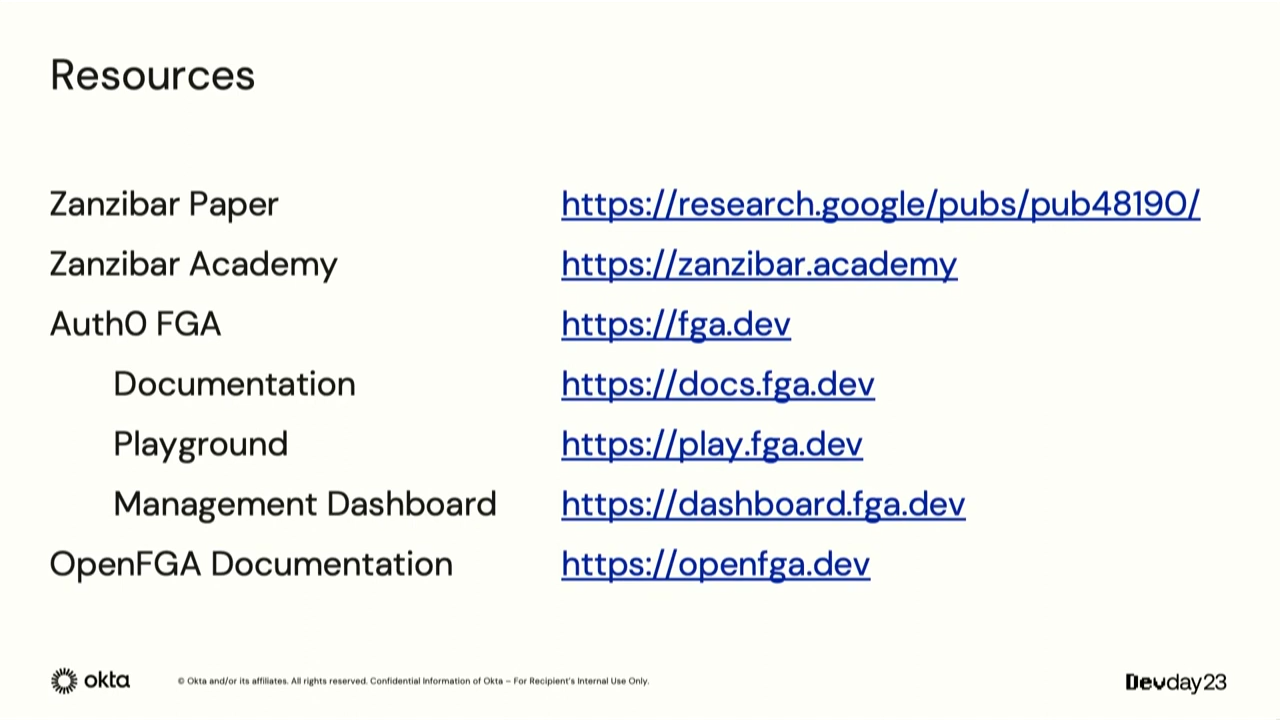 Resources
Zanzibar Paper https://research.google/pubs/pub48190/
Zanzibar Academy https://zanzibar.academy
Auth0 FGA https://fga.dev
Documentation https://docs.fga.dev
Playground https://play.fga.dev
Management Dashboard https://dashboard.fga.dev
OpenFGA Documentation https://openfga.dev
okta © Okta and/or its affiliates. All rights reserved. Confidential Information of Okta – For Recipient's Internal Use Only. Devday23